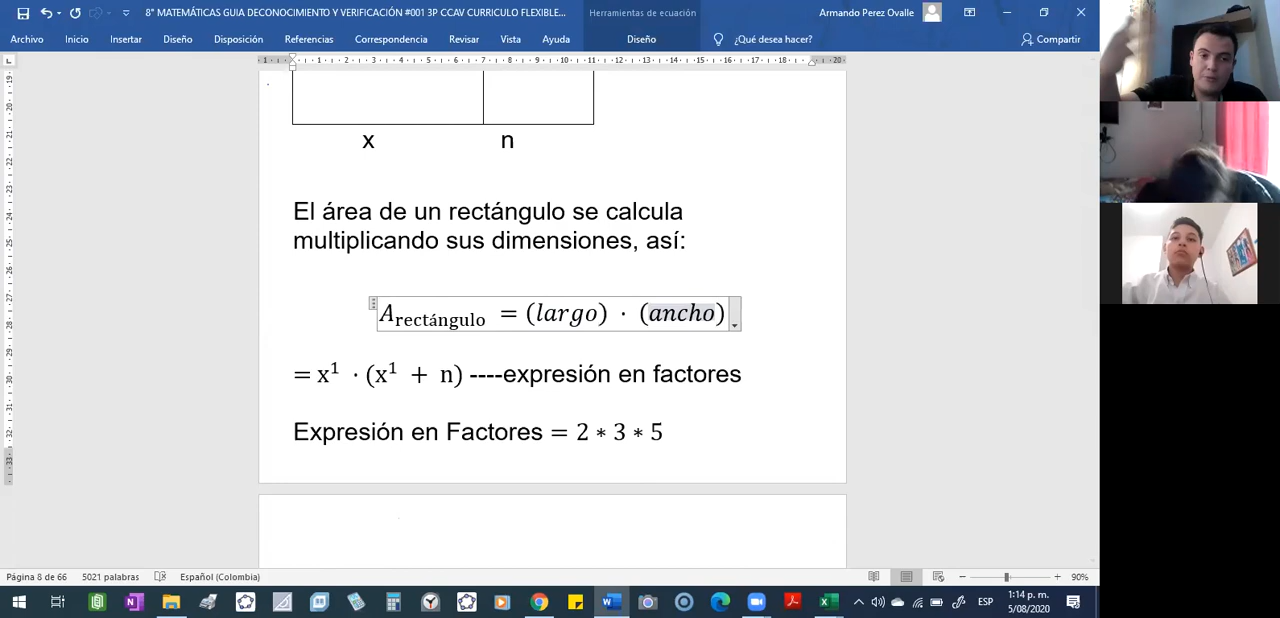 8° MATEMÁTICAS GUIA DECONOCIMIENTO Y VERIFICACIÓN #001 3P CCAV CURRICULO FLEXIBLE...
Herramientas de ecuación
Armando Perez Ovalle
Archivo Inicio Insertar Diseño Disposición Referencias Correspondencia Revisar Vista Ayuda Diseño ¿Qué desea hacer? Compartir
x n
El área de un rectángulo se calcula
multiplicando sus dimensiones, así:
A_rectángulo = (largo) · (ancho)
= x¹ · (x¹ + n) ----expresión en factores
Expresión en Factores = 2 * 3 * 5
Página 8 de 66 5021 palabras Español (Colombia) 90%
ESP 1:14 p. m.
5/08/2020